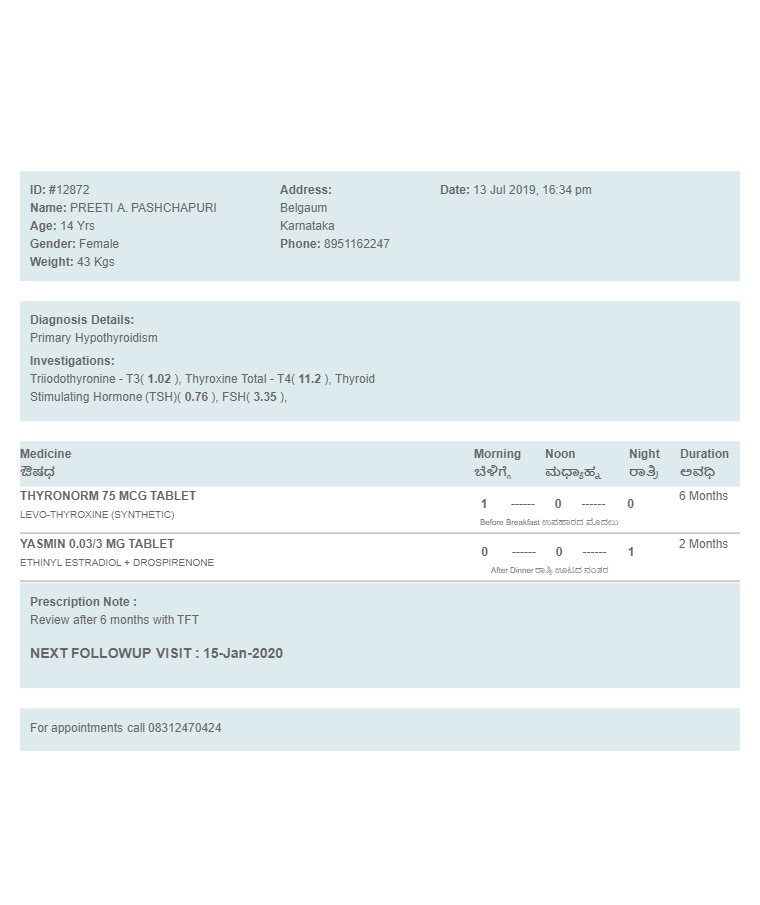 ID: #12872
Name: PREETI A. PASHCHAPURI
Age: 14 Yrs
Gender: Female
Weight: 43 Kgs
Address:
Belgaum
Karnataka
Phone: 8951162247
Date: 13 Jul 2019, 16:34 pm
Diagnosis Details:
Primary Hypothyroidism
Investigations:
Triiodothyronine - T3( 1.02 ), Thyroxine Total - T4( 11.2 ), Thyroid
Stimulating Hormone (TSH)( 0.76 ), FSH( 3.35 ),
Medicine Morning Noon Night Duration
ಔಷಧ ಬೆಳಿಗ್ಗೆ ಮಧ್ಯಾಹ್ನ ರಾತ್ರಿ ಅವಧಿ
THYRONORM 75 MCG TABLET 6 Months
1 ------ 0 ------ 0
LEVO-THYROXINE (SYNTHETIC)
Before Breakfast ಉಪಹಾರದ ಮೊದಲು
YASMIN 0.03/3 MG TABLET 2 Months
0 ------ 0 ------ 1
ETHINYL ESTRADIOL + DROSPIRENONE
After Dinner ರಾತ್ರಿ ಊಟದ ನಂತರ
Prescription Note :
Review after 6 months with TFT
NEXT FOLLOWUP VISIT : 15-Jan-2020
For appointments call 08312470424